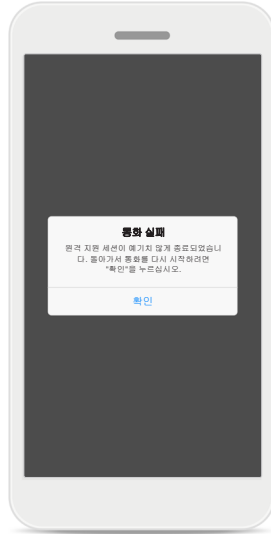 통화 실패
원격 지원 세션이 예기치 않게 종료되었습니
다. 돌아가서 통화를 다시 시작하려면
"확인"을 누르십시오.
확인